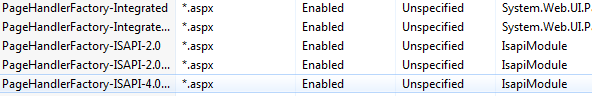 PageHandlerFactory-Integrated *.aspx Enabled Unspecified System.Web.UI.P
PageHandlerFactory-Integrate... *.aspx Enabled Unspecified System.Web.UI.P
PageHandlerFactory-ISAPI-2.0 *.aspx Enabled Unspecified IsapiModule
PageHandlerFactory-ISAPI-2.0... *.aspx Enabled Unspecified IsapiModule
PageHandlerFactory-ISAPI-4.0... *.aspx Enabled Unspecified IsapiModule